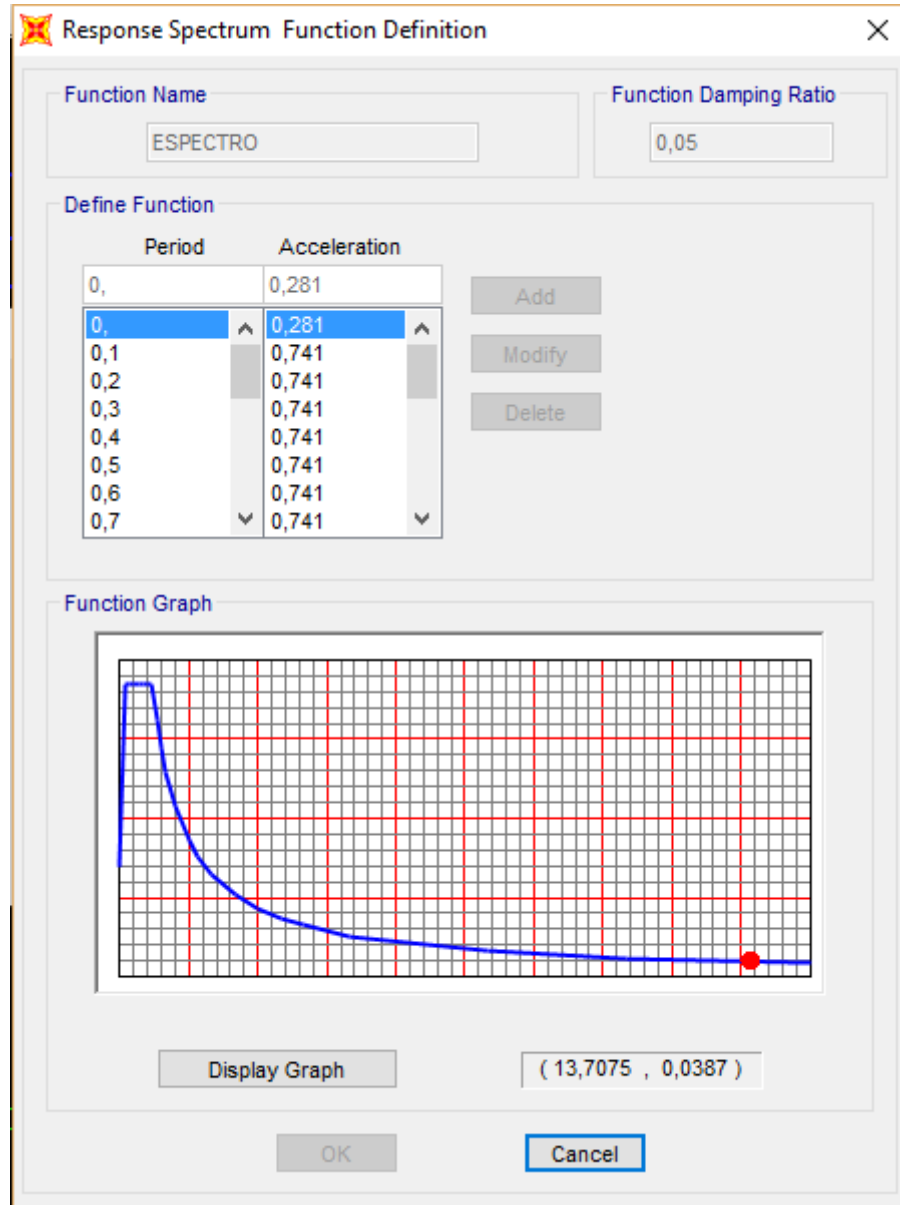 Response Spectrum Function Definition
Function Name
Function Damping Ratio
ESPECTRO
0,05
Define Function
Period Acceleration
0, 0,281
Add
0, 0,281
0,1 0,741
Modify
0,2 0,741
0,3 0,741
Delete
0,4 0,741
0,5 0,741
0,6 0,741
0,7 0,741
Function Graph
Display Graph
( 13,7075 , 0,0387 )
OK
Cancel